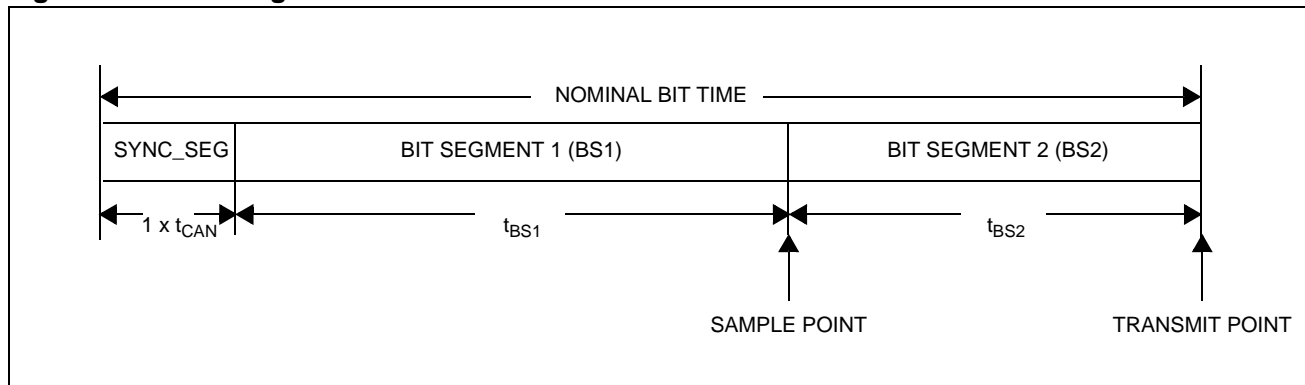 NOMINAL BIT TIME
SYNC_SEG BIT SEGMENT 1 (BS1) BIT SEGMENT 2 (BS2)
1 x tCAN tBS1 tBS2
SAMPLE POINT TRANSMIT POINT